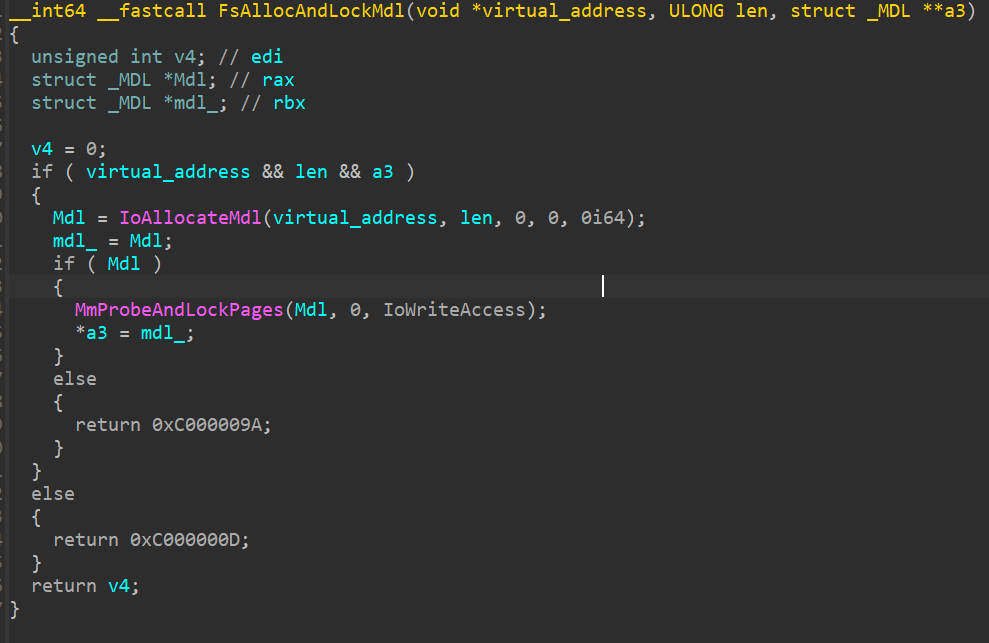 __int64 __fastcall FsAllocAndLockMdl(void *virtual_address, ULONG len, struct _MDL **a3)
{
  unsigned int v4; // edi
  struct _MDL *Mdl; // rax
  struct _MDL *mdl_; // rbx

  v4 = 0;
  if ( virtual_address && len && a3 )
  {
    Mdl = IoAllocateMdl(virtual_address, len, 0, 0, 0i64);
    mdl_ = Mdl;
    if ( Mdl )
    {
      MmProbeAndLockPages(Mdl, 0, IoWriteAccess);
      *a3 = mdl_;
    }
    else
    {
      return 0xC000009A;
    }
  }
  else
  {
    return 0xC000000D;
  }
  return v4;
}